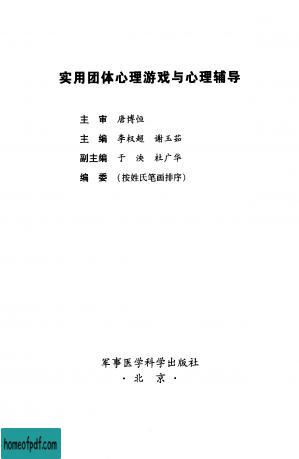 实用团体心理游戏与心理辅导
主 审 唐博恒
主 编 李权超 谢玉茹
副主编 于 泱 杜广华
编 委 (按姓氏笔画排序)
军事医学科学出版社
· 北 京 ·
homeofpdf.com